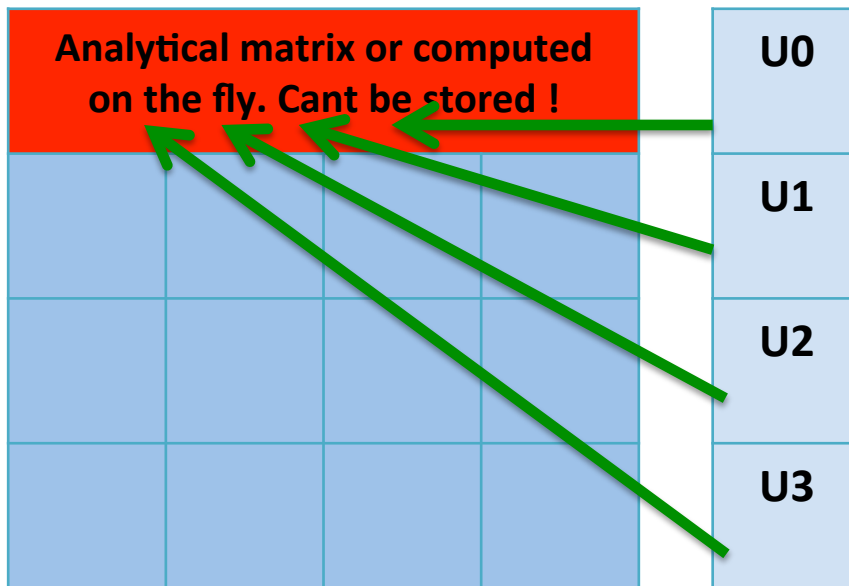 Analytical matrix or computed
on the fly. Cant be stored !
U0
U1
U2
U3